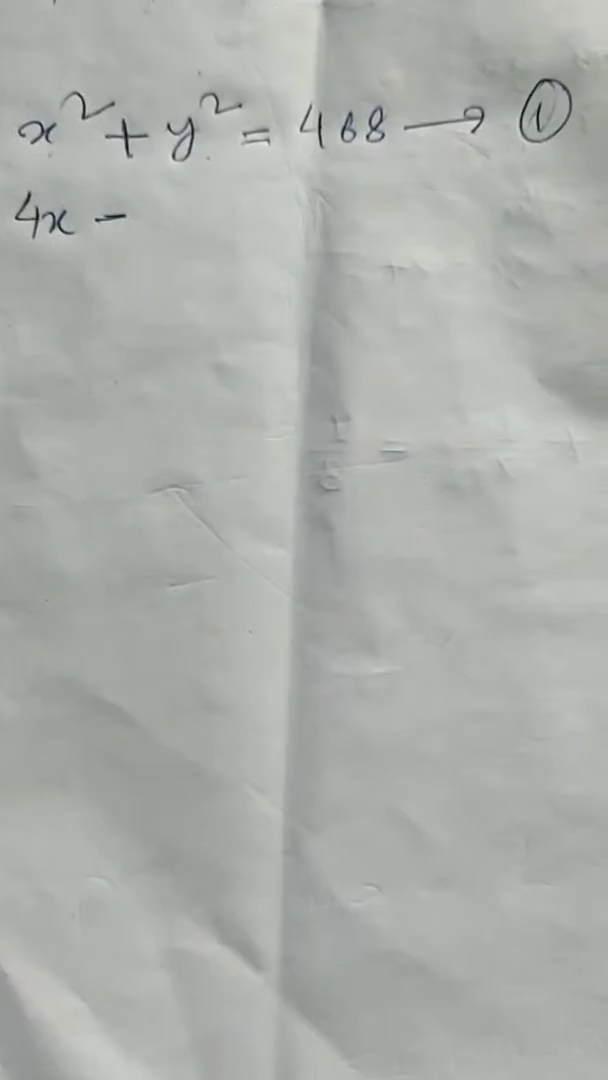 x² + y² = 468 → ①
4x -